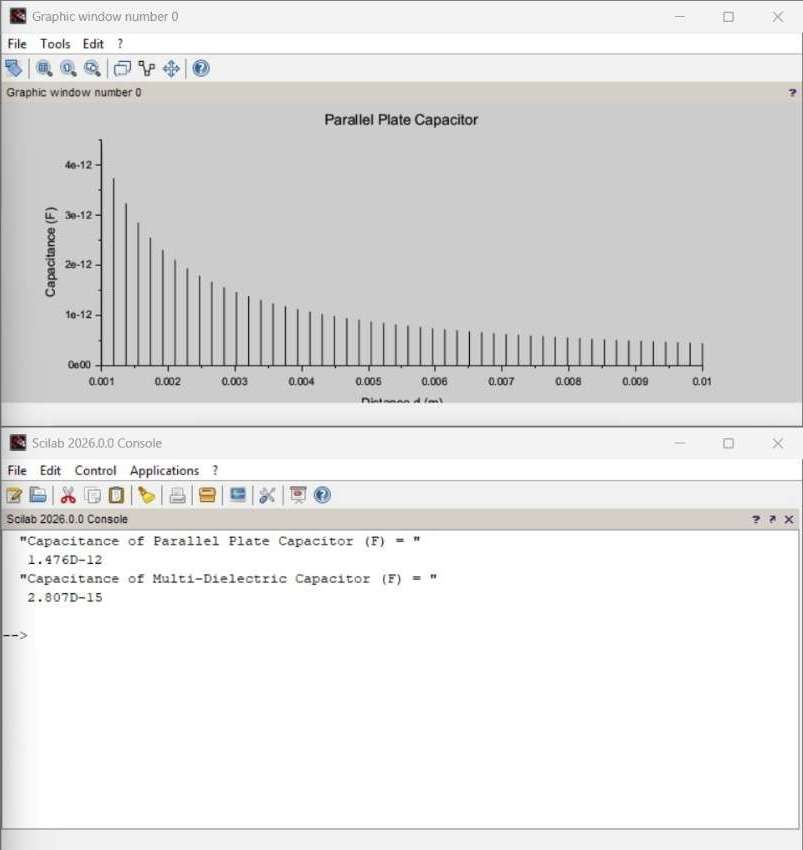 Graphic window number 0
File Tools Edit ?
Graphic window number 0 ?
Parallel Plate Capacitor
Capacitance (F)
4e-12
3e-12
2e-12
1e-12
0e00
0.001 0.002 0.003 0.004 0.005 0.006 0.007 0.008 0.009 0.01
Distance d (m)
Scilab 2026.0.0 Console
File Edit Control Applications ?
Scilab 2026.0.0 Console ? ↗ X
"Capacitance of Parallel Plate Capacitor (F) = "
1.476D-12
"Capacitance of Multi-Dielectric Capacitor (F) = "
2.807D-15
-->